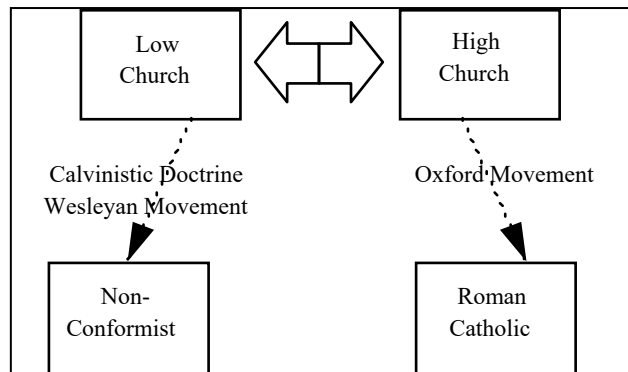 Low
Church
High
Church
Calvinistic Doctrine
Wesleyan Movement
Oxford Movement
Non-
Conformist
Roman
Catholic